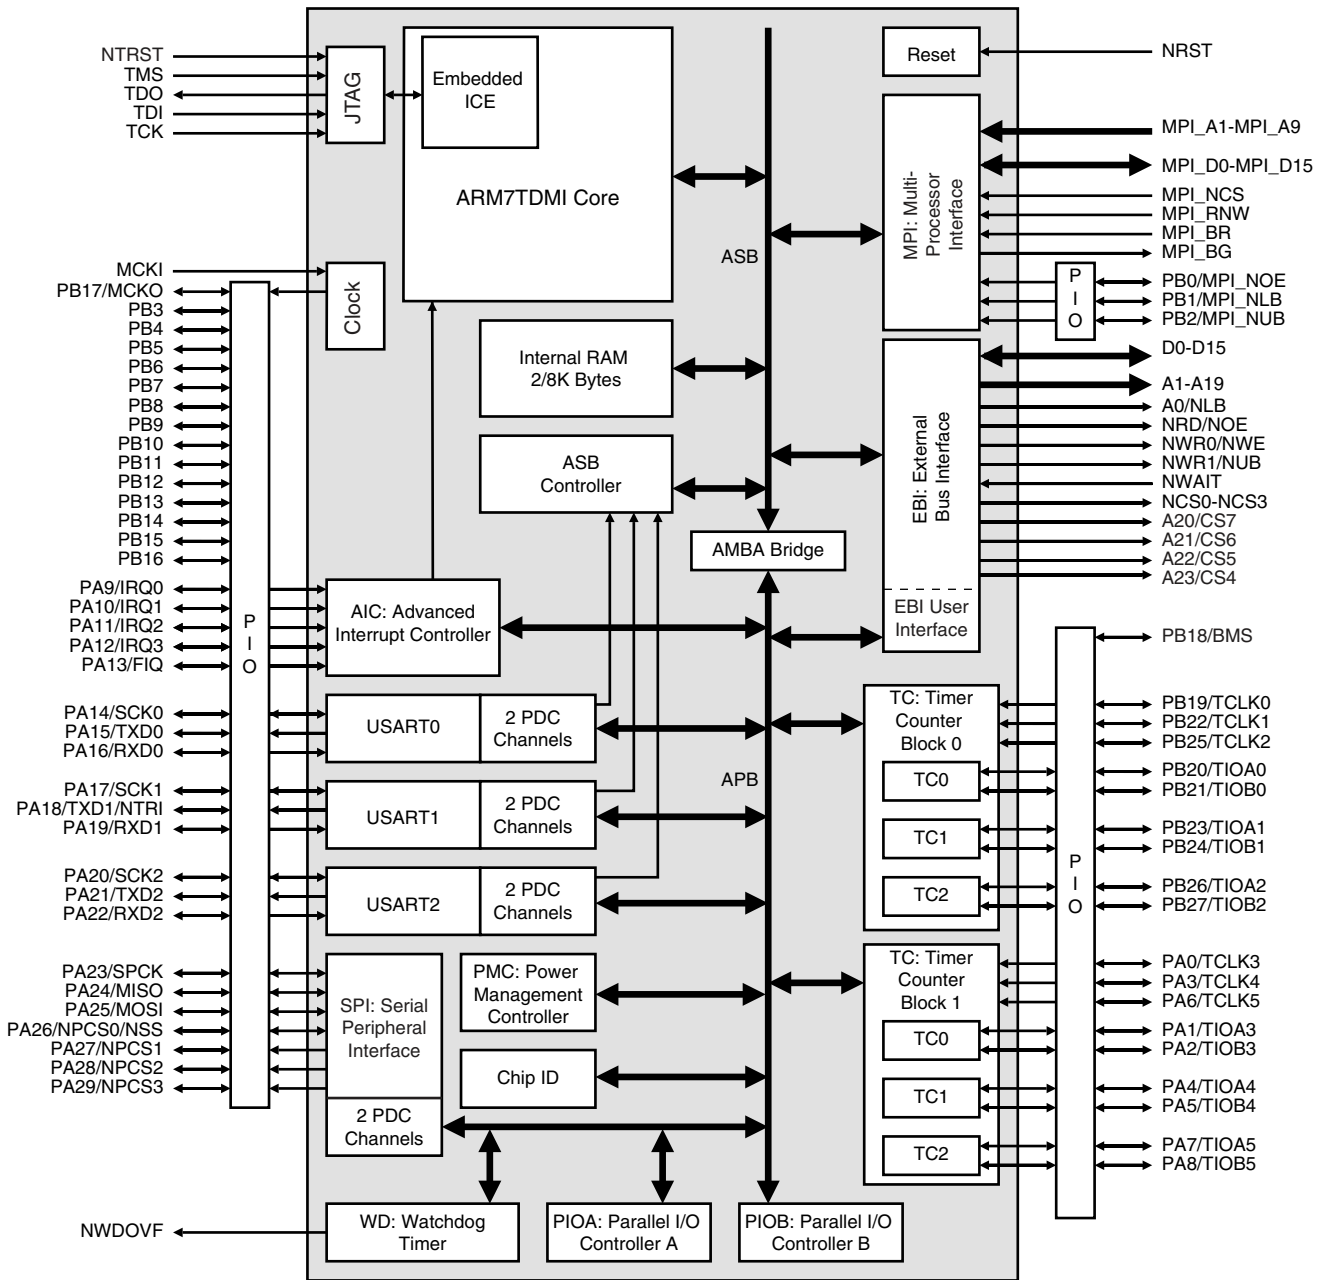 NTRST
TMS
TDO
TDI
TCK
JTAG
Embedded
ICE
ARM7TDMI Core
MCKI
PB17/MCKO
PB3
PB4
PB5
PB6
PB7
PB8
PB9
PB10
PB11
PB12
PB13
PB14
PB15
PB16
Clock
PA9/IRQ0
PA10/IRQ1
PA11/IRQ2
PA12/IRQ3
PA13/FIQ
PA14/SCK0
PA15/TXD0
PA16/RXD0
PA17/SCK1
PA18/TXD1/NTRI
PA19/RXD1
PA20/SCK2
PA21/TXD2
PA22/RXD2
PA23/SPCK
PA24/MISO
PA25/MOSI
PA26/NPCS0/NSS
PA27/NPCS1
PA28/NPCS2
PA29/NPCS3
NWDOVF
P
I
O
Internal RAM
2/8K Bytes
ASB
Controller
AIC: Advanced
Interrupt Controller
USART0
2 PDC
Channels
USART1
2 PDC
Channels
USART2
2 PDC
Channels
SPI: Serial
Peripheral
Interface
2 PDC
Channels
PMC: Power
Management
Controller
Chip ID
WD: Watchdog
Timer
PIOA: Parallel I/O
Controller A
PIOB: Parallel I/O
Controller B
ASB
AMBA Bridge
APB
Reset
MPI: Multi-
Processor
Interface
EBI: External
Bus Interface
EBI User
Interface
TC: Timer
Counter
Block 0
TC0
TC1
TC2
TC: Timer
Counter
Block 1
TC0
TC1
TC2
P
I
O
P
I
O
NRST
MPI_A1-MPI_A9
MPI_D0-MPI_D15
MPI_NCS
MPI_RNW
MPI_BR
MPI_BG
PB0/MPI_NOE
PB1/MPI_NLB
PB2/MPI_NUB
D0-D15
A1-A19
A0/NLB
NRD/NOE
NWR0/NWE
NWR1/NUB
NWAIT
NCS0-NCS3
A20/CS7
A21/CS6
A22/CS5
A23/CS4
PB18/BMS
PB19/TCLK0
PB22/TCLK1
PB25/TCLK2
PB20/TIOA0
PB21/TIOB0
PB23/TIOA1
PB24/TIOB1
PB26/TIOA2
PB27/TIOB2
PA0/TCLK3
PA3/TCLK4
PA6/TCLK5
PA1/TIOA3
PA2/TIOB3
PA4/TIOA4
PA5/TIOB4
PA7/TIOA5
PA8/TIOB5